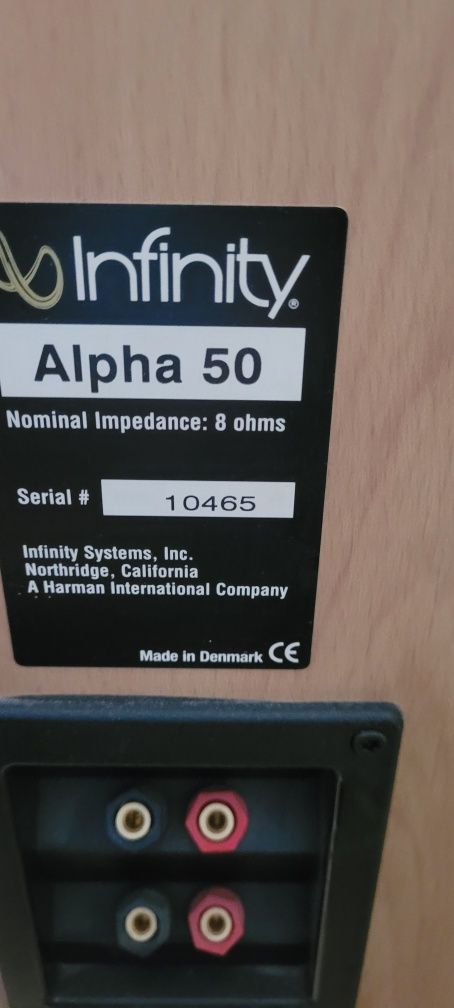 Infinity®
Alpha 50
Nominal Impedance: 8 ohms
Serial # 10465
Infinity Systems, Inc.
Northridge, California
A Harman International Company
Made in Denmark CE